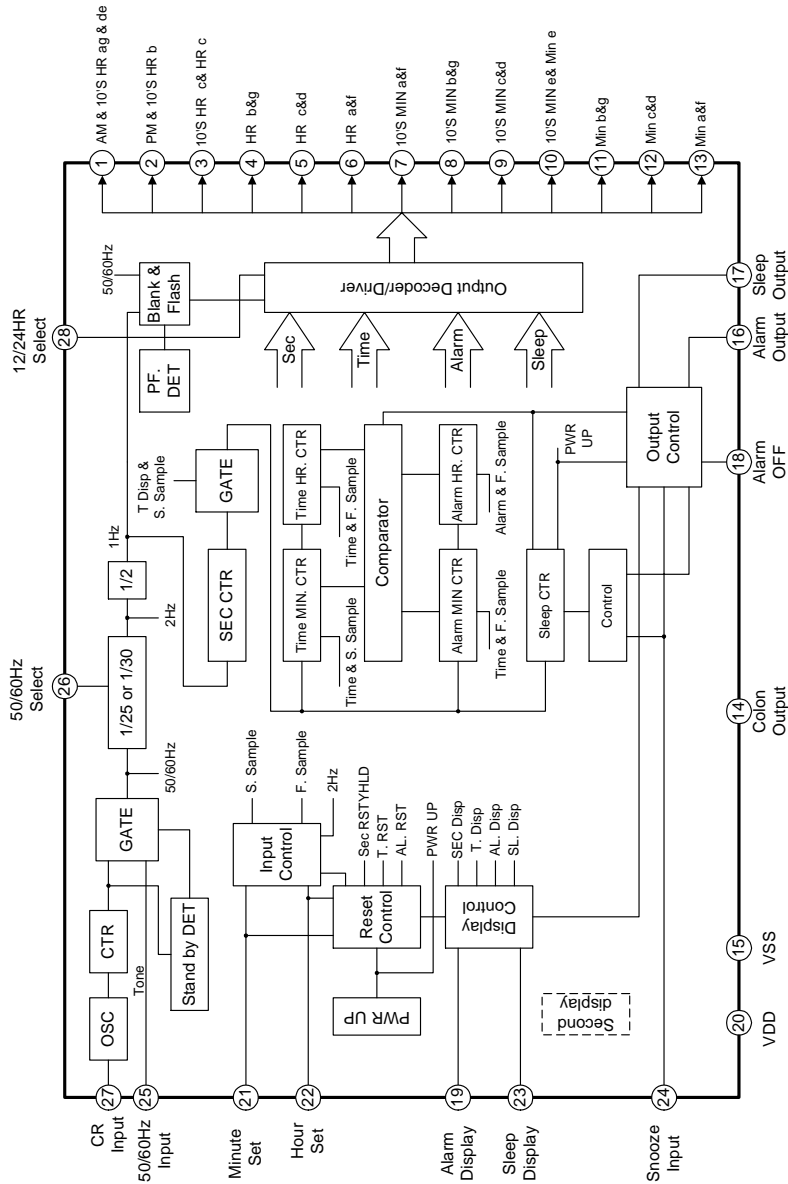 12/24HR
Select
28
50/60Hz
Select
26
CR
Input
27
50/60Hz
Input
25
Minute
Set
21
Hour
Set
22
Alarm
Display
19
Sleep
Display
23
Snooze
Input
24
OSC
CTR
Tone
Stand by DET
GATE
50/60Hz
1/25 or 1/30
2Hz
1/2
1Hz
PF.
DET
Blank &
Flash
50/60Hz
SEC CTR
GATE
T Disp &
S. Sample
Input
Control
S. Sample
F. Sample
2Hz
PWR UP
Reset
Control
Sec RSTYHLD
T. RST
AL. RST
PWR UP
Display
Control
SEC Disp
T. Disp
AL. Disp
SL. Disp
Second
display
Time MIN. CTR
Time HR. CTR
Time & S. Sample
Time & F. Sample
Comparator
Alarm MIN CTR
Alarm HR. CTR
Time & F. Sample
Alarm & F. Sample
Sleep CTR
PWR
UP
Control
Output
Control
Sec
Time
Alarm
Sleep
Output Decoder/Driver
1 AM & 10'S HR ag & de
2 PM & 10'S HR b
3 10'S HR c& HR c
4 HR b&g
5 HR c&d
6 HR a&f
7 10'S MIN a&f
8 10'S MIN b&g
9 10'S MIN c&d
10 10'S MIN e& Min e
11 Min b&g
12 Min c&d
13 Min a&f
20
VDD
15
VSS
14
Colon
Output
18
Alarm
OFF
16
Alarm
Output
17
Sleep
Output